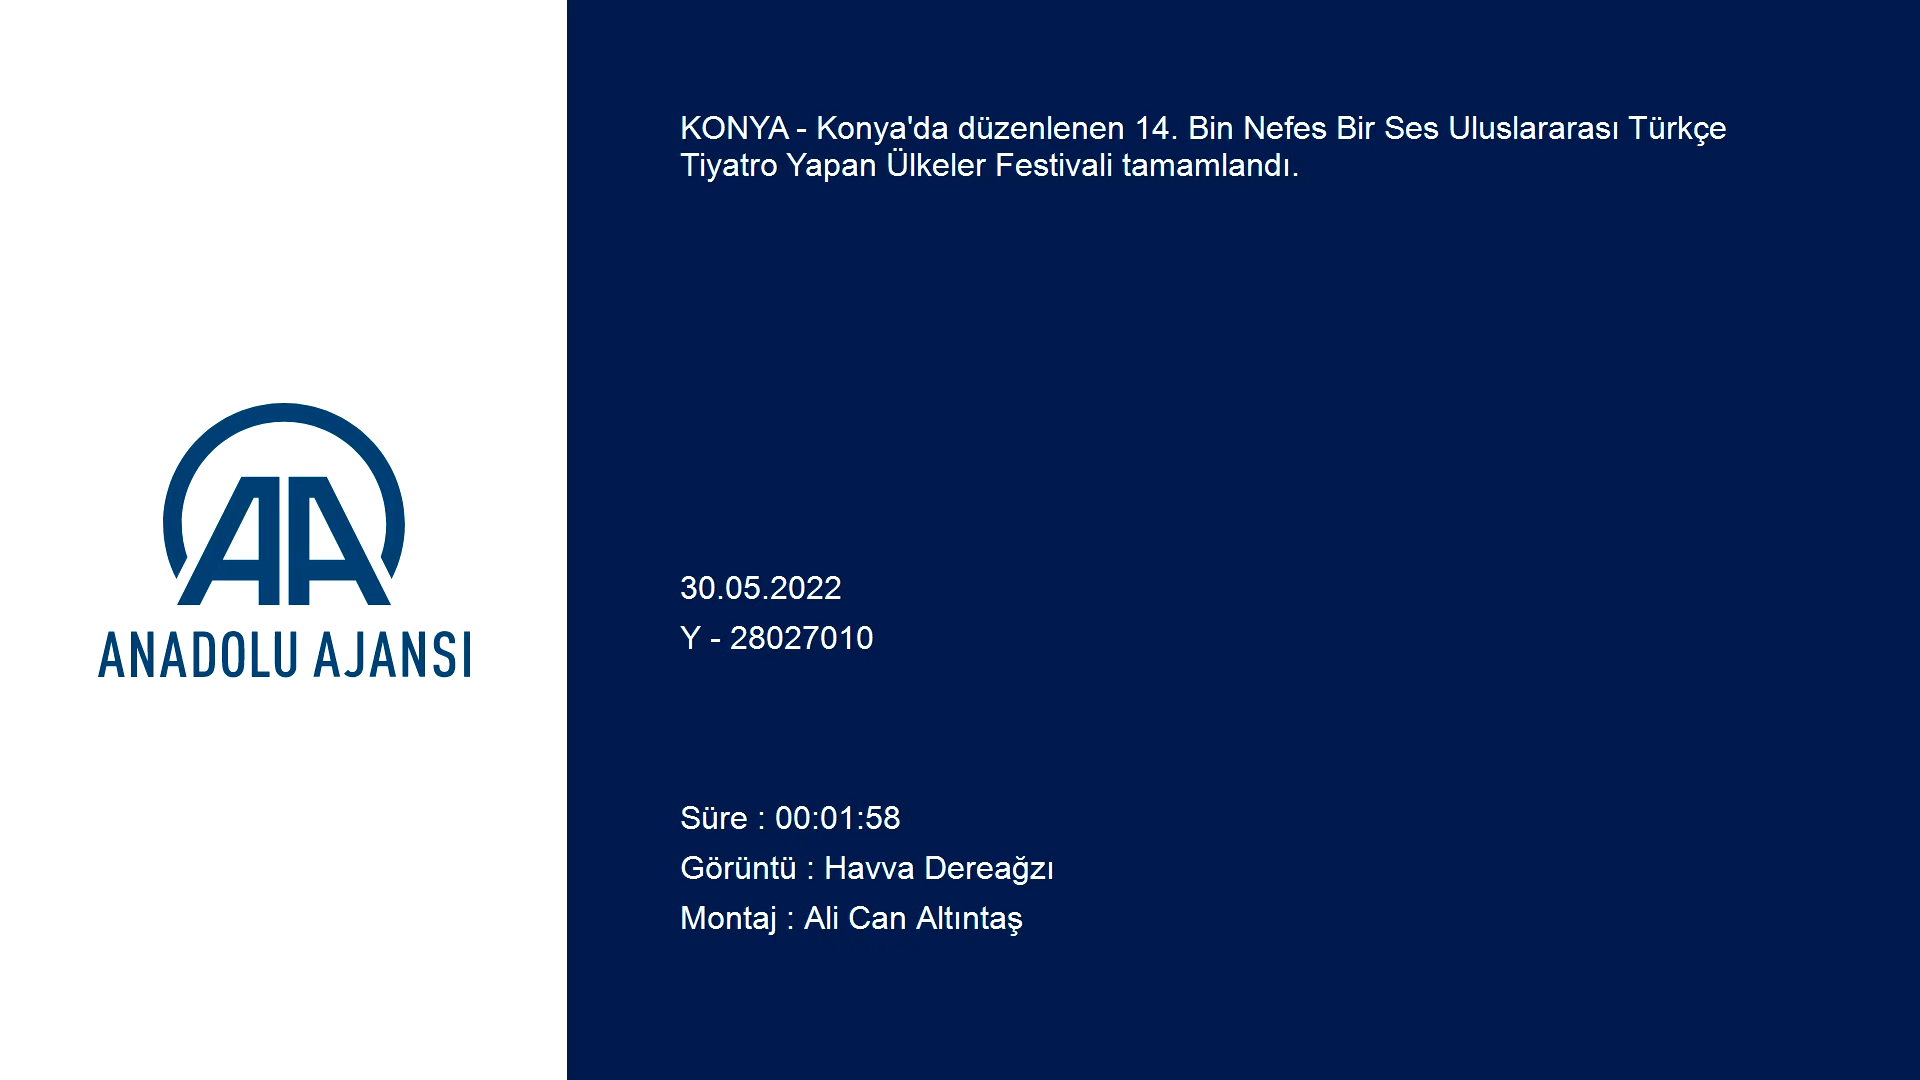 KONYA - Konya'da düzenlenen 14. Bin Nefes Bir Ses Uluslararası Türkçe
Tiyatro Yapan Ülkeler Festivali tamamlandı.
AA
ANADOLU AJANSI
30.05.2022
Y - 28027010
Süre : 00:01:58
Görüntü : Havva Dereağzı
Montaj : Ali Can Altıntaş